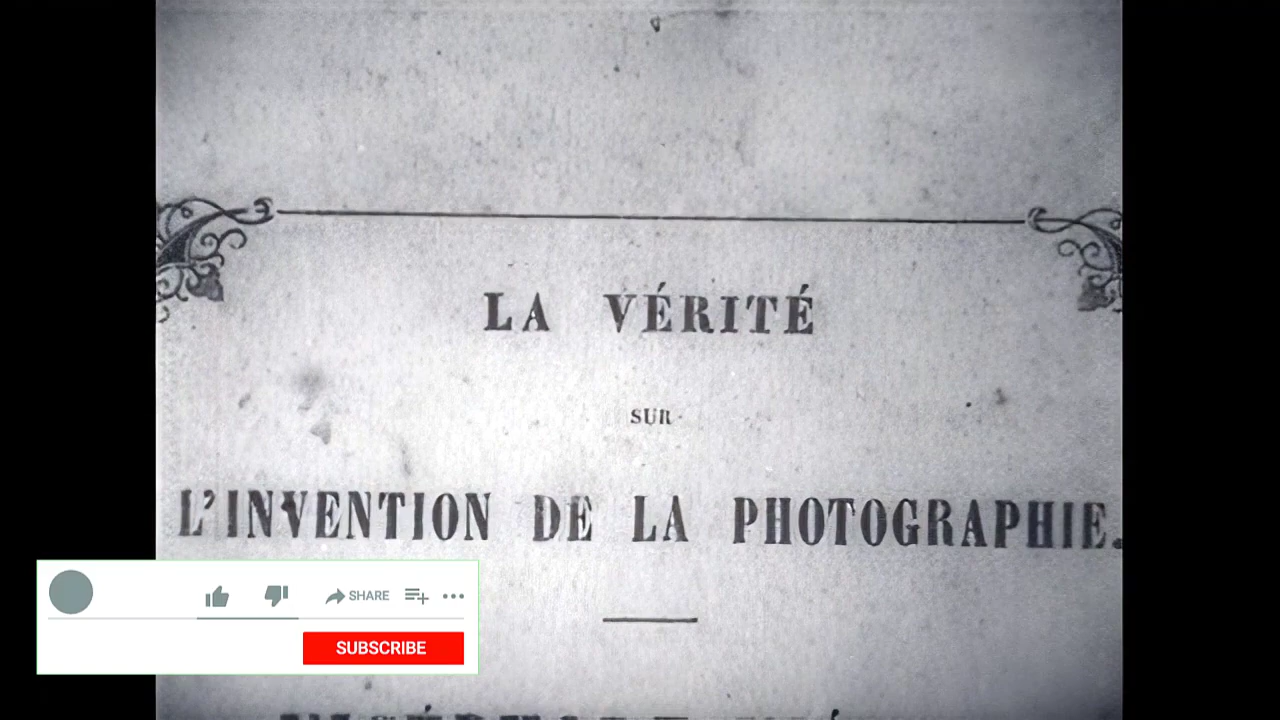 LA VÉRITÉ
SUR
L'INVENTION DE LA PHOTOGRAPHIE.
SHARE
SUBSCRIBE